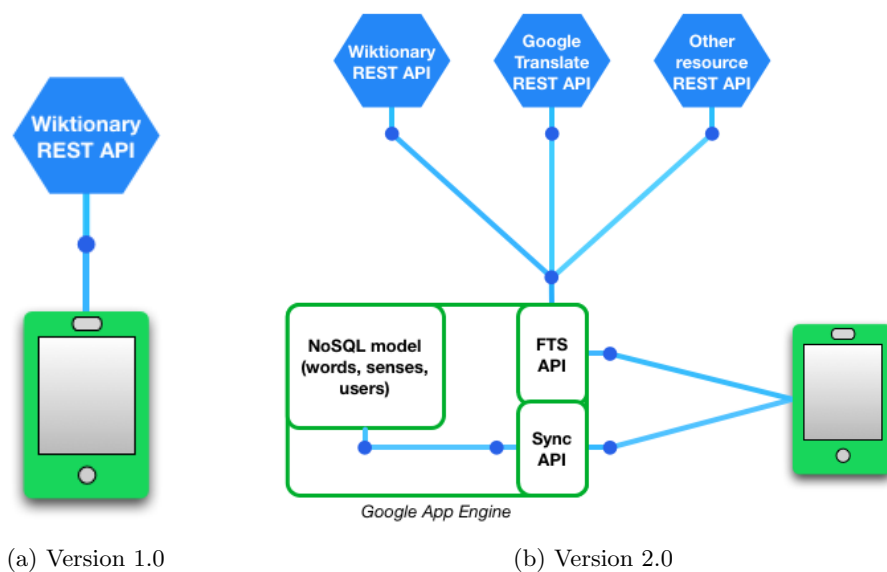 Wiktionary
REST API
(a) Version 1.0
Wiktionary
REST API
Google
Translate
REST API
Other
resource
REST API
NoSQL model
(words, senses,
users)
FTS
API
Sync
API
Google App Engine
(b) Version 2.0